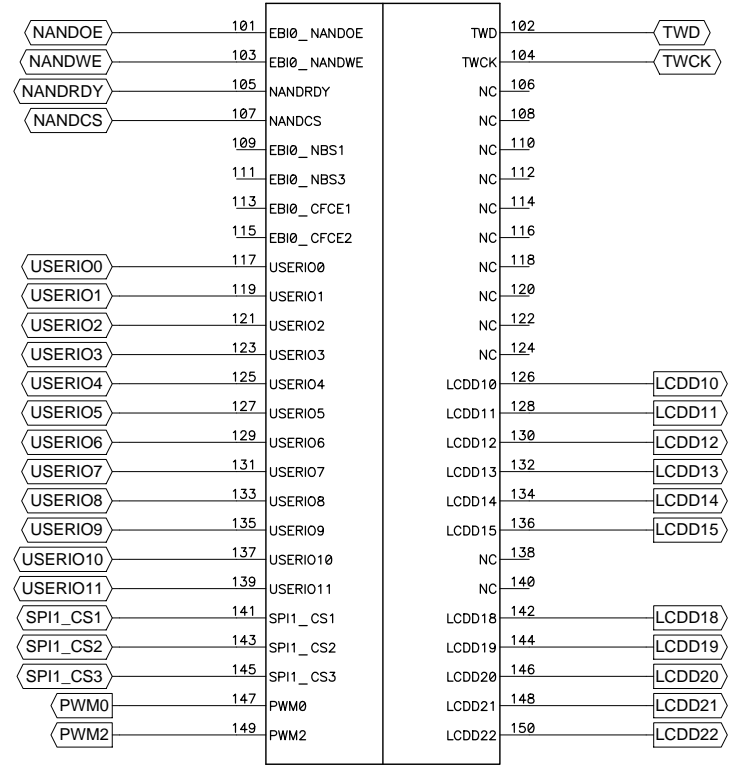 NANDOE 101 EBI0_NANDOE TWD 102 TWD
NANDWE 103 EBI0_NANDWE TWCK 104 TWCK
NANDRDY 105 NANDRDY NC 106
NANDCS 107 NANDCS NC 108
109 EBI0_NBS1 NC 110
111 EBI0_NBS3 NC 112
113 EBI0_CFCE1 NC 114
115 EBI0_CFCE2 NC 116
USERIO0 117 USERIO0 NC 118
USERIO1 119 USERIO1 NC 120
USERIO2 121 USERIO2 NC 122
USERIO3 123 USERIO3 NC 124
USERIO4 125 USERIO4 LCDD10 126 LCDD10
USERIO5 127 USERIO5 LCDD11 128 LCDD11
USERIO6 129 USERIO6 LCDD12 130 LCDD12
USERIO7 131 USERIO7 LCDD13 132 LCDD13
USERIO8 133 USERIO8 LCDD14 134 LCDD14
USERIO9 135 USERIO9 LCDD15 136 LCDD15
USERIO10 137 USERIO10 NC 138
USERIO11 139 USERIO11 NC 140
SPI1_CS1 141 SPI1_CS1 LCDD18 142 LCDD18
SPI1_CS2 143 SPI1_CS2 LCDD19 144 LCDD19
SPI1_CS3 145 SPI1_CS3 LCDD20 146 LCDD20
PWM0 147 PWM0 LCDD21 148 LCDD21
PWM2 149 PWM2 LCDD22 150 LCDD22